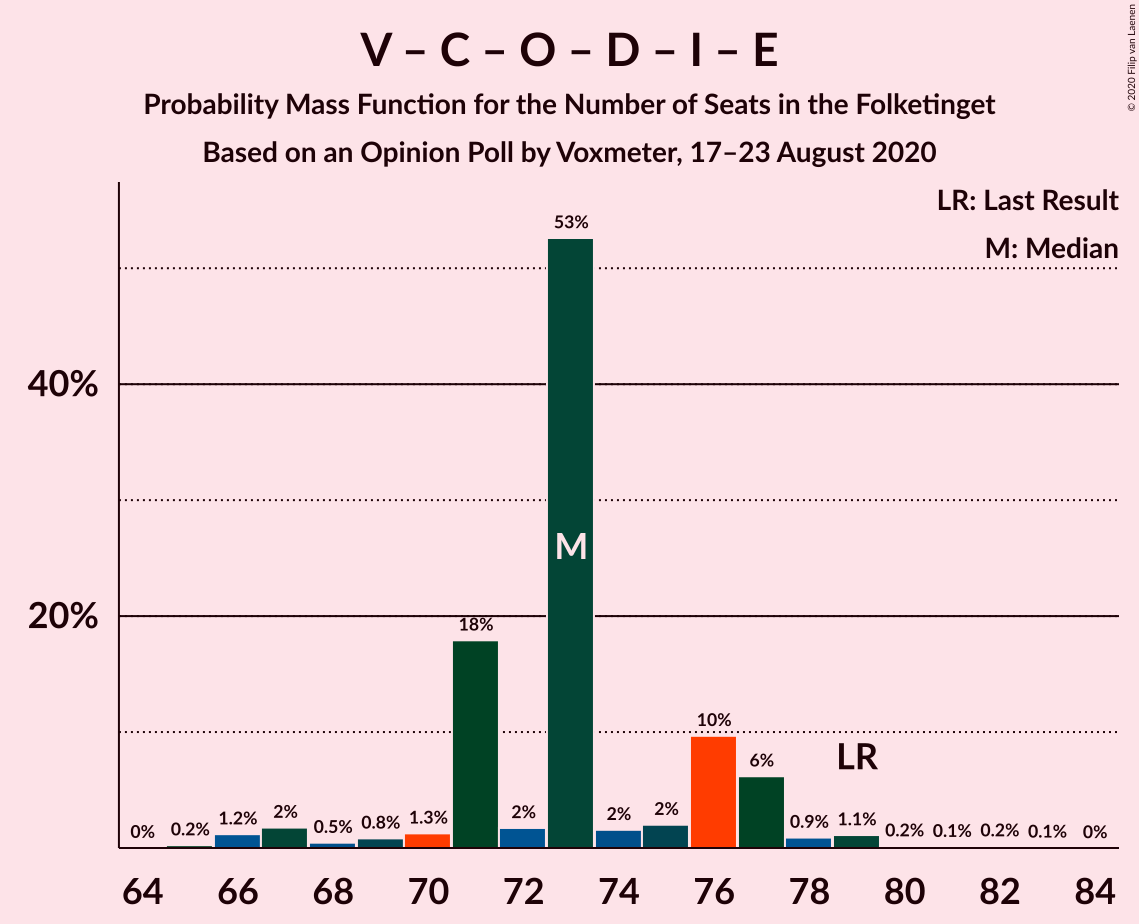 V – C – O – D – I – E
Probability Mass Function for the Number of Seats in the Folketinget
Based on an Opinion Poll by Voxmeter, 17–23 August 2020
© 2020 Filip van Laenen
LR: Last Result
M: Median
40%
20%
0%
0.2%
1.2%
2%
0.5%
0.8%
1.3%
18%
2%
53%
M
2%
2%
10%
6%
0.9%
LR
1.1%
0.2%
0.1%
0.2%
0.1%
0%
64 66 68 70 72 74 76 78 80 82 84